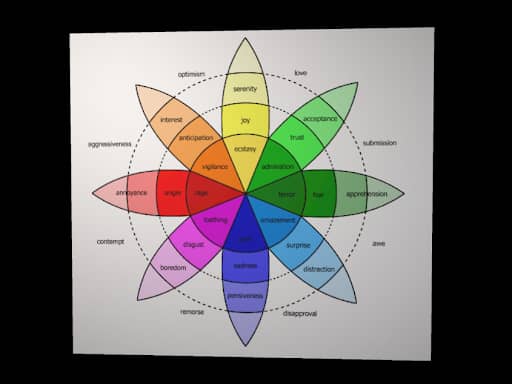 optimism
love
serenity
interest
joy
acceptance
anticipation
trust
aggressiveness
ecstasy
submission
vigilance
admiration
annoyance
anger
rage
terror
fear
apprehension
loathing
amazement
contempt
disgust
surprise
awe
boredom
sadness
distraction
pensiveness
remorse
disapproval